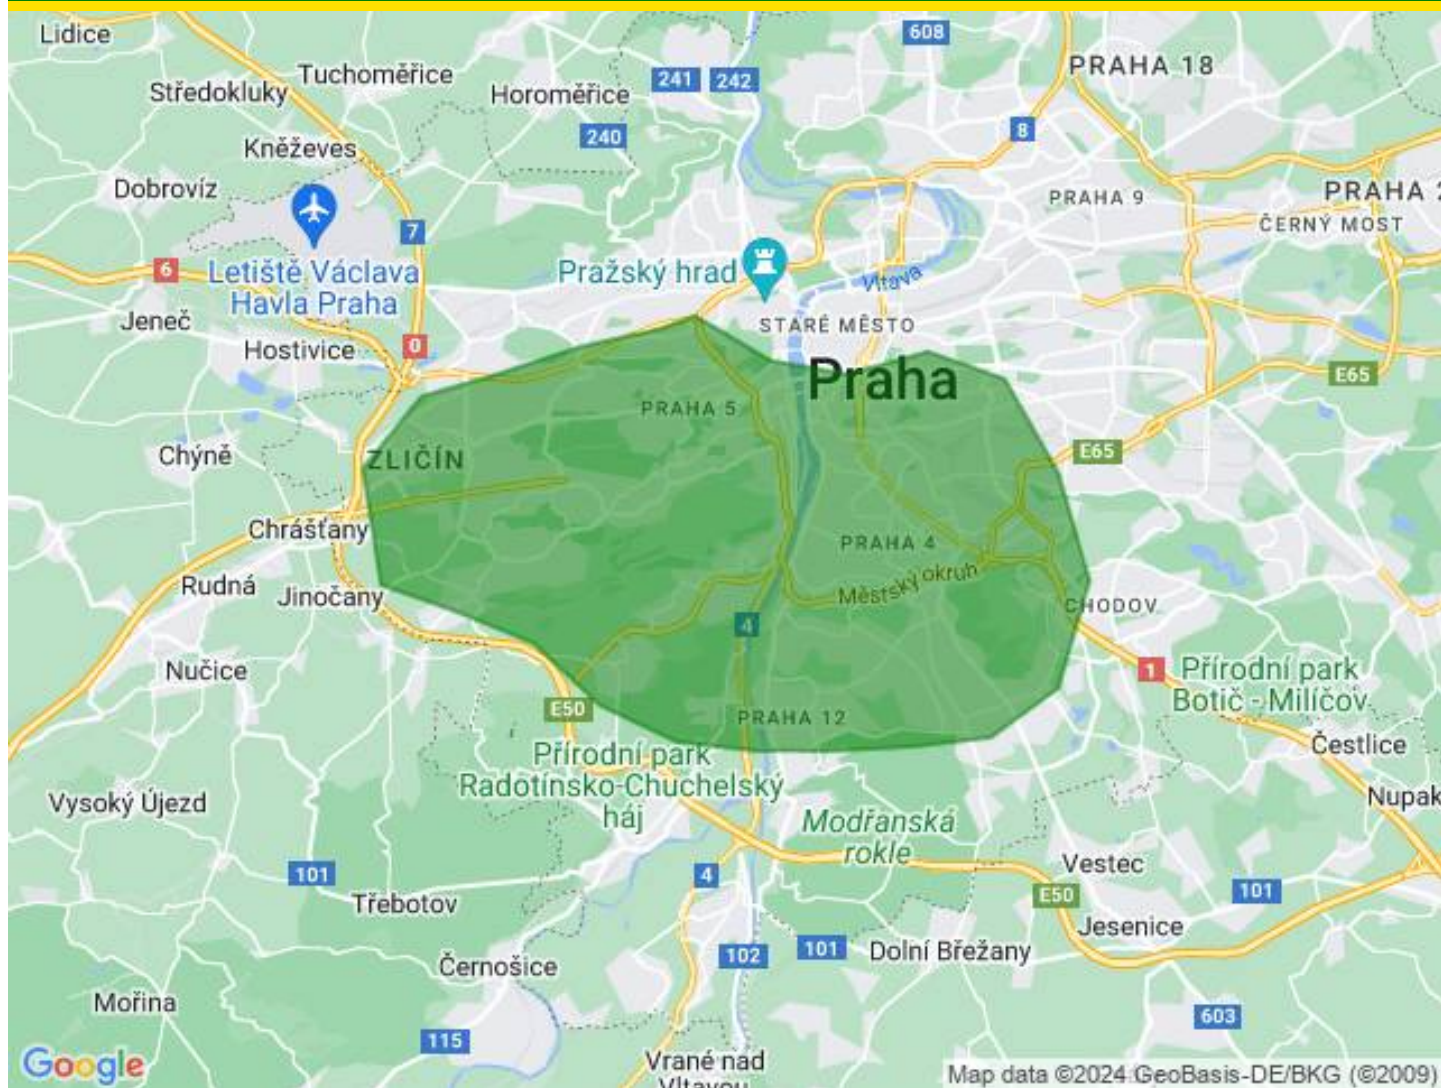 Lidice
608
Tuchoměřice
PRAHA 18
241
242
Středokluky
Horoměřice
240
8
Kněževes
Dobrovíz
PRAHA 9
PRAHA 2
ČERNÝ MOST
7
6
Letiště Václava
Havla Praha
Pražský hrad
Vltava
Jeneč
STARÉ MĚSTO
Hostivice
0
Praha
E65
PRAHA 5
Chýně
ZLIČÍN
E65
Chrášťany
PRAHA 4
Rudná
Jinočany
Městský okruh
CHODOV
4
Nučice
1
Přírodní park
Botič - Milíčov
E50
PRAHA 12
Přírodní park
Radotínsko-Chuchelský
háj
Čestlice
Vysoký Újezd
Nupak
Modřanská
rokle
Vestec
101
4
E50
101
Třebotov
Jesenice
102
101
Dolní Břežany
Černošice
Mořina
603
115
Vrané nad
Vltavou
Google
Map data ©2024 GeoBasis-DE/BKG (©2009)